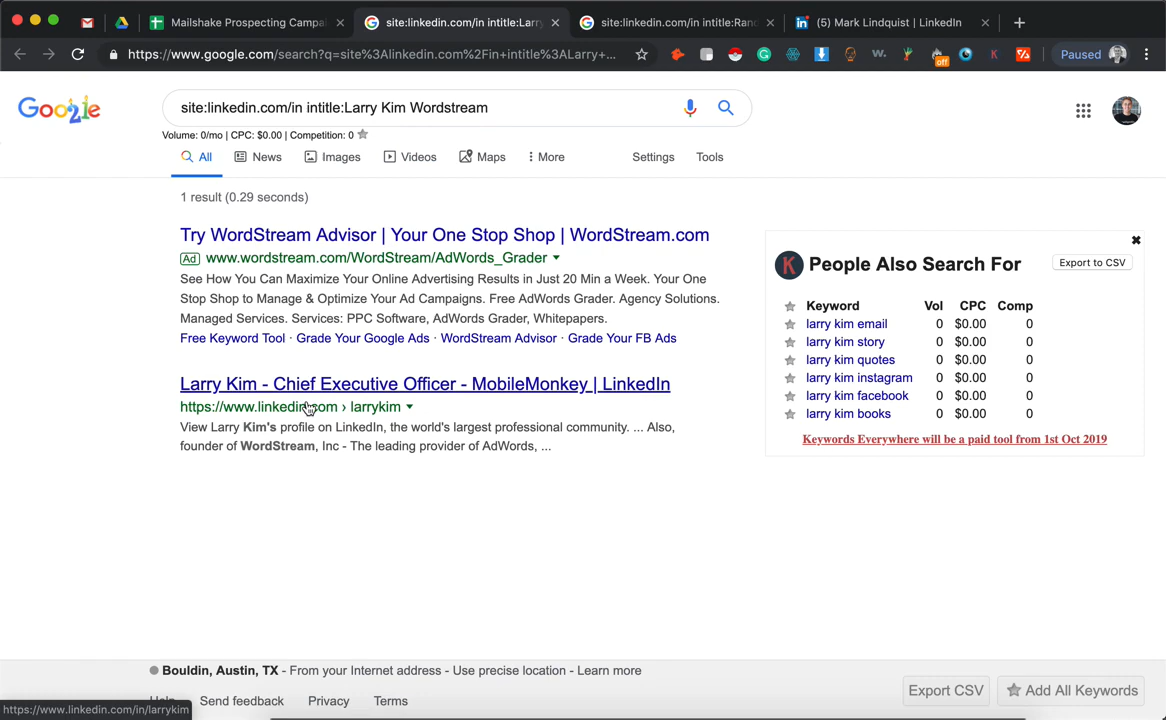 Mailshake Prospecting Campa
site:linkedin.com/in intitle:Larry
site:linkedin.com/in intitle:Rand
(5) Mark Lindquist | LinkedIn
https://www.google.com/search?q=site%3Alinkedin.com%2Fin+intitle%3ALarry+...
off
Paused
Google
site:linkedin.com/in intitle:Larry Kim Wordstream
Volume: 0/mo | CPC: $0.00 | Competition: 0
All
News
Images
Videos
Maps
More
Settings
Tools
1 result (0.29 seconds)
Try WordStream Advisor | Your One Stop Shop | WordStream.com
Ad www.wordstream.com/WordStream/AdWords_Grader
See How You Can Maximize Your Online Advertising Results in Just 20 Min a Week. Your One
Stop Shop to Manage & Optimize Your Ad Campaigns. Free AdWords Grader. Agency Solutions.
Managed Services. Services: PPC Software, AdWords Grader, Whitepapers.
Free Keyword Tool · Grade Your Google Ads · WordStream Advisor · Grade Your FB Ads
Larry Kim - Chief Executive Officer - MobileMonkey | LinkedIn
https://www.linkedin.com › larrykim
View Larry Kim's profile on LinkedIn, the world's largest professional community. ... Also,
founder of WordStream, Inc - The leading provider of AdWords, ...
K People Also Search For
Export to CSV
Keyword Vol CPC Comp
larry kim email 0 $0.00 0
larry kim story 0 $0.00 0
larry kim quotes 0 $0.00 0
larry kim instagram 0 $0.00 0
larry kim facebook 0 $0.00 0
larry kim books 0 $0.00 0
Keywords Everywhere will be a paid tool from 1st Oct 2019
Bouldin, Austin, TX - From your Internet address - Use precise location - Learn more
Help
Send feedback
Privacy
Terms
Export CSV
Add All Keywords
https://www.linkedin.com/in/larrykim